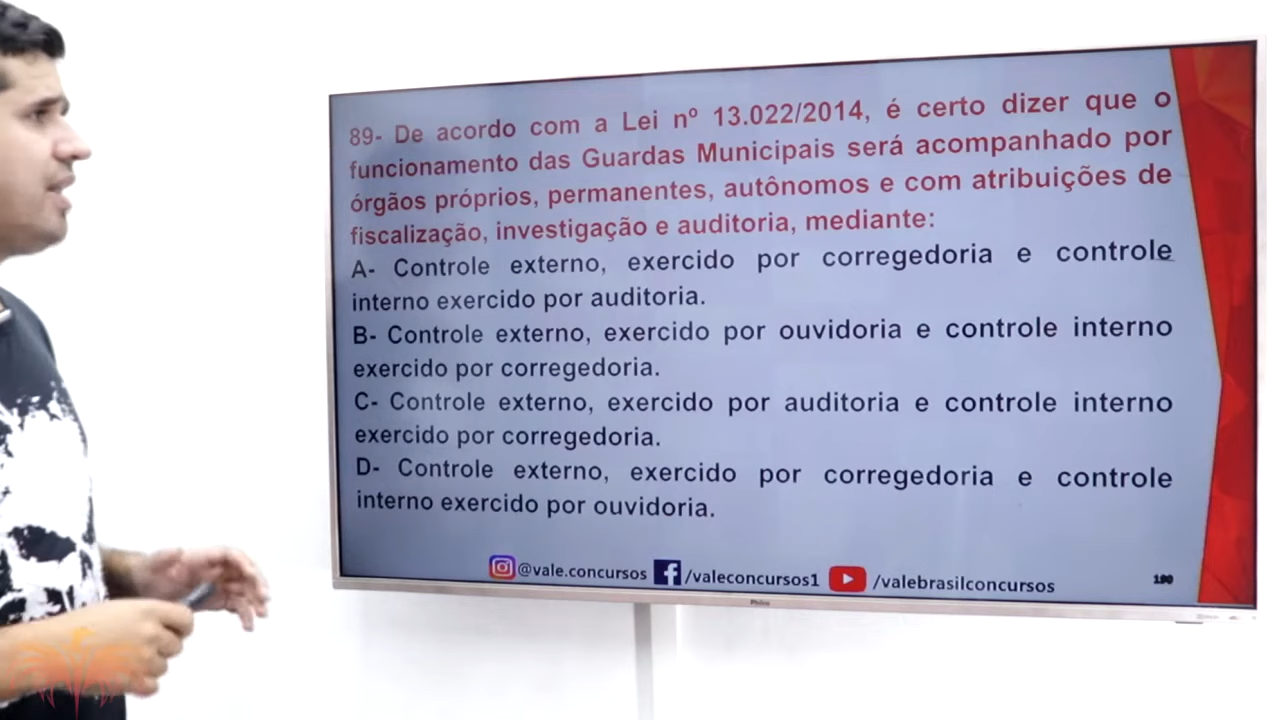 89- De acordo com a Lei nº 13.022/2014, é certo dizer que o
funcionamento das Guardas Municipais será acompanhado por
órgãos próprios, permanentes, autônomos e com atribuições de
fiscalização, investigação e auditoria, mediante:
A- Controle externo, exercido por corregedoria e controle
interno exercido por auditoria.
B- Controle externo, exercido por ouvidoria e controle interno
exercido por corregedoria.
C- Controle externo, exercido por auditoria e controle interno
exercido por corregedoria.
D- Controle externo, exercido por corregedoria e controle
interno exercido por ouvidoria.
@vale.concursos /valeconcursos1 /valebrasilconcursos
190
Philco